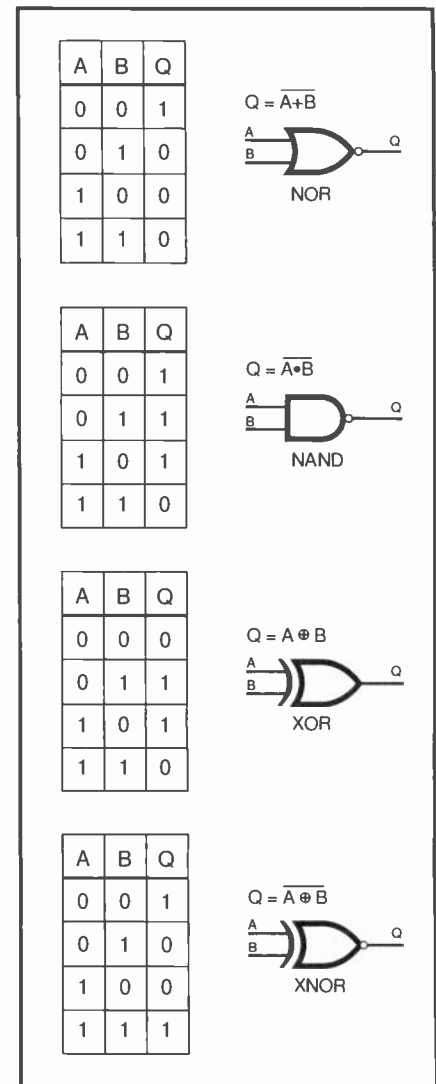 A B Q
0 0 1
0 1 0
1 0 0
1 1 0
Q = A+B
A
B
Q
NOR
A B Q
0 0 1
0 1 1
1 0 1
1 1 0
Q = A•B
A
B
Q
NAND
A B Q
0 0 0
0 1 1
1 0 1
1 1 0
Q = A ⊕ B
A
B
Q
XOR
A B Q
0 0 1
0 1 0
1 0 0
1 1 1
Q = A ⊕ B
A
B
Q
XNOR